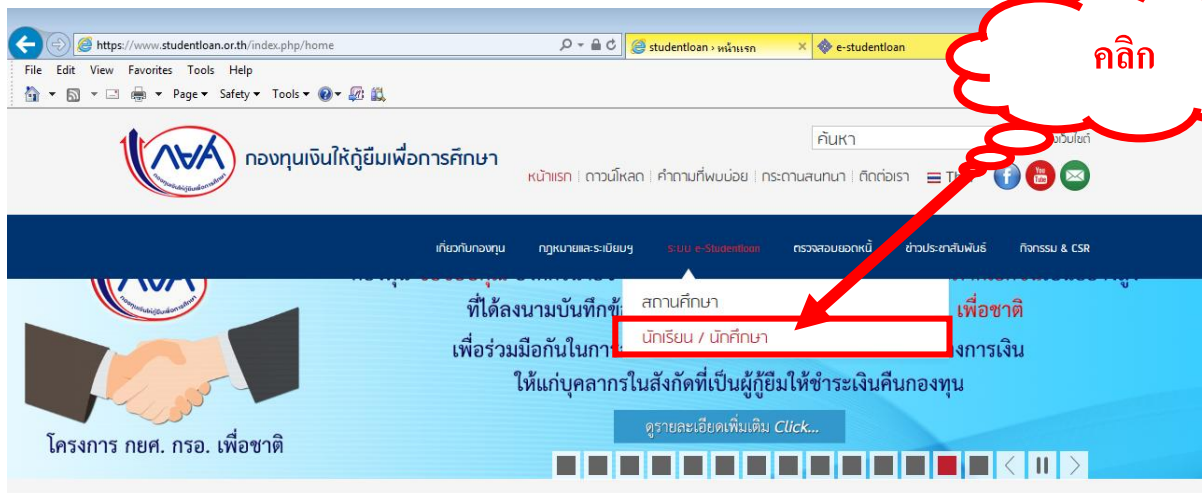 คลิก
https://www.studentloan.or.th/index.php/home
studentloan › หน้าแรก
e-studentloan
File Edit View Favorites Tools Help
Page Safety Tools
กองทุนเงินให้กู้ยืมเพื่อการศึกษา
ค้นหา
หน้าแรก | ดาวน์โหลด | คำถามที่พบบ่อย | กระดานสนทนา | ติดต่อเรา
You Tube
เกี่ยวกับกองทุน กฎหมายและระเบียบฯ ระบบ e-Studentloan ตรวจสอบยอดหนี้ ข่าวประชาสัมพันธ์ กิจกรรม & CSR
สถานศึกษา
ที่ได้ลงนามบันทึก เพื่อชาติ
นักเรียน / นักศึกษา
เพื่อร่วมมือกันในการ งการเงิน
ให้แก่บุคลากรในสังกัดที่เป็นผู้กู้ยืมให้ชำระเงินคืนกองทุน
ดูรายละเอียดเพิ่มเติม Click...
โครงการ กยศ. กรอ. เพื่อชาติ